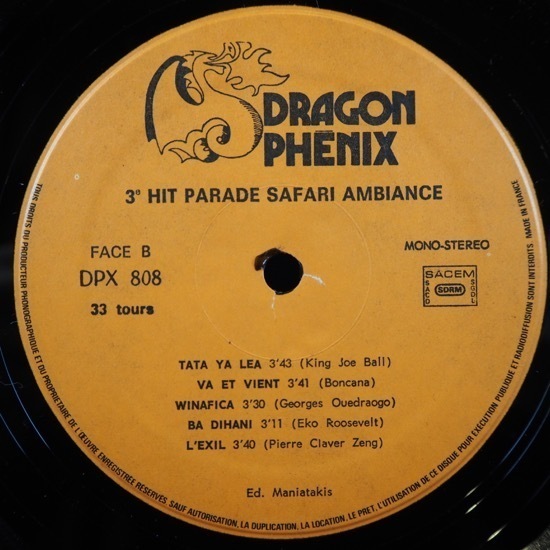 DRAGON
PHENIX
3e HIT PARADE SAFARI AMBIANCE
FACE B
DPX 808
33 tours
MONO-STEREO
SACEM
SACD
SDRM
SGDL
TATA YA LEA 3'43 (King Joe Ball)
VA ET VIENT 3'41 (Boncana)
WINAFICA 3'30 (Georges Ouedraogo)
BA DIHANI 3'11 (Eko Roosevelt)
L'EXIL 3'40 (Pierre Claver Zeng)
Ed. Maniatakis
TOUS DROITS DU PRODUCTEUR PHONOGRAPHIQUE ET DU PROPRIETAIRE DE L'ŒUVRE ENREGISTRÉE RÉSERVÉS SAUF AUTORISATION, LA DUPLICATION, LA LOCATION, LE PRET, L'UTILISATION DE CE DISQUE POUR EXÉCUTION PUBLIQUE ET RADIODIFFUSION SONT INTERDITS MADE IN FRANCE